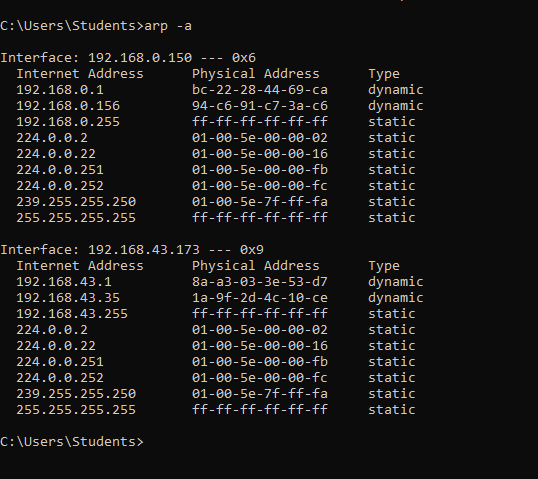 C:\Users\Students>arp -a
Interface: 192.168.0.150 --- 0x6
  Internet Address      Physical Address      Type
  192.168.0.1           bc-22-28-44-69-ca     dynamic
  192.168.0.156         94-c6-91-c7-3a-c6     dynamic
  192.168.0.255         ff-ff-ff-ff-ff-ff     static
  224.0.0.2             01-00-5e-00-00-02     static
  224.0.0.22            01-00-5e-00-00-16     static
  224.0.0.251           01-00-5e-00-00-fb     static
  224.0.0.252           01-00-5e-00-00-fc     static
  239.255.255.250       01-00-5e-7f-ff-fa     static
  255.255.255.255       ff-ff-ff-ff-ff-ff     static
Interface: 192.168.43.173 --- 0x9
  Internet Address      Physical Address      Type
  192.168.43.1          8a-a3-03-3e-53-d7     dynamic
  192.168.43.35         1a-9f-2d-4c-10-ce     dynamic
  192.168.43.255        ff-ff-ff-ff-ff-ff     static
  224.0.0.2             01-00-5e-00-00-02     static
  224.0.0.22            01-00-5e-00-00-16     static
  224.0.0.251           01-00-5e-00-00-fb     static
  224.0.0.252           01-00-5e-00-00-fc     static
  239.255.255.250       01-00-5e-7f-ff-fa     static
  255.255.255.255       ff-ff-ff-ff-ff-ff     static
C:\Users\Students>